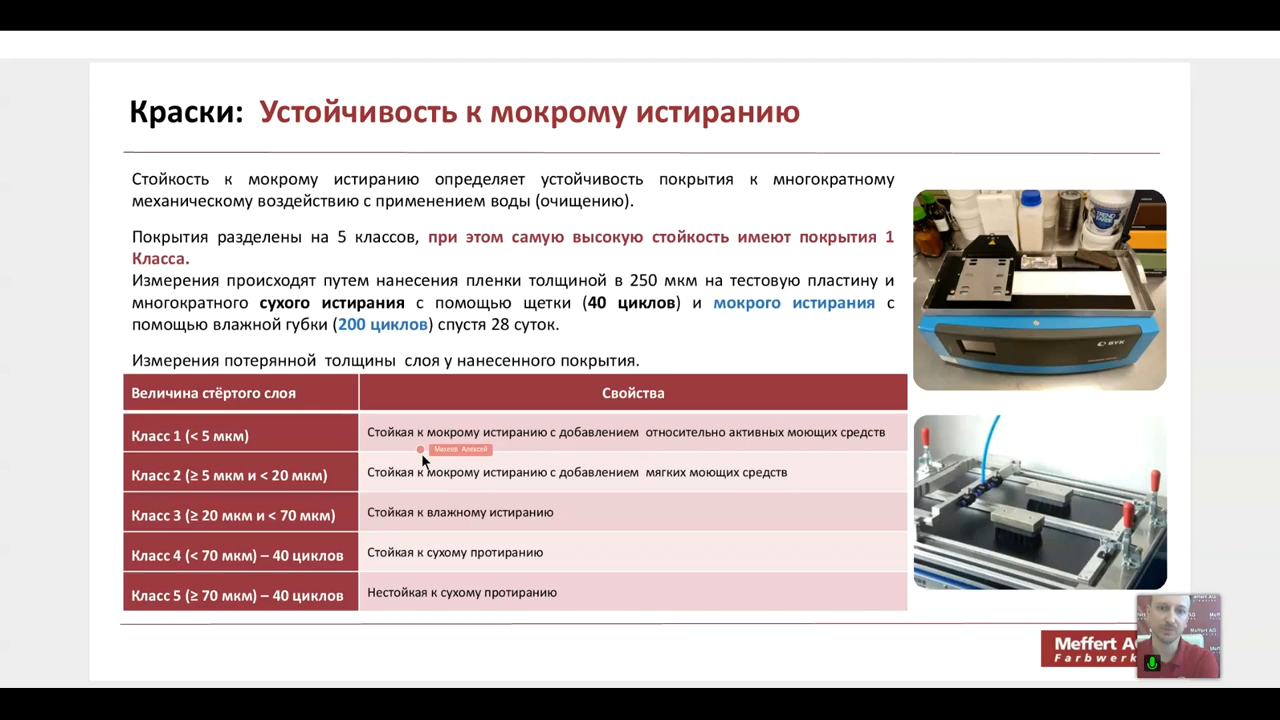 Краски: Устойчивость к мокрому истиранию
Стойкость к мокрому истиранию определяет устойчивость покрытия к многократному
механическому воздействию с применением воды (очищению).
Покрытия разделены на 5 классов, при этом самую высокую стойкость имеют покрытия 1
Класса.
Измерения происходят путем нанесения пленки толщиной в 250 мкм на тестовую пластину и
многократного сухого истирания с помощью щетки (40 циклов) и мокрого истирания с
помощью влажной губки (200 циклов) спустя 28 суток.
Измерения потерянной толщины слоя у нанесенного покрытия.
Величина стёртого слоя Свойства
Класс 1 (< 5 мкм) Стойкая к мокрому истиранию с добавлением относительно активных моющих средств
Михеев Алексей
Класс 2 (≥ 5 мкм и < 20 мкм) Стойкая к мокрому истиранию с добавлением мягких моющих средств
Класс 3 (≥ 20 мкм и < 70 мкм) Стойкая к влажному истиранию
Класс 4 (< 70 мкм) – 40 циклов Стойкая к сухому протиранию
Класс 5 (≥ 70 мкм) – 40 циклов Нестойкая к сухому протиранию
BYK
Meffert A
Farbwerk
Meffert AG